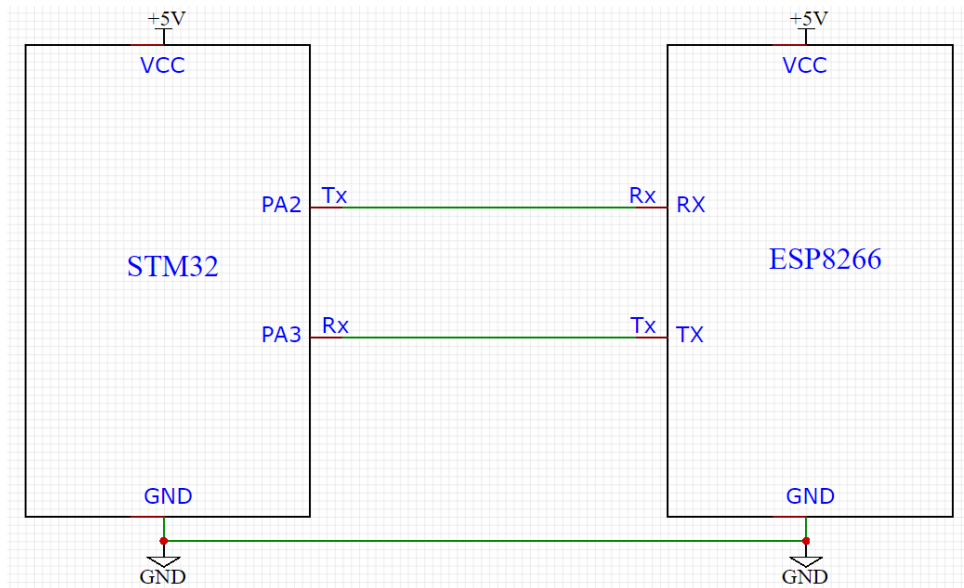 +5V +5V
VCC VCC
PA2 Tx Rx RX
STM32 ESP8266
PA3 Rx Tx TX
GND GND
GND GND